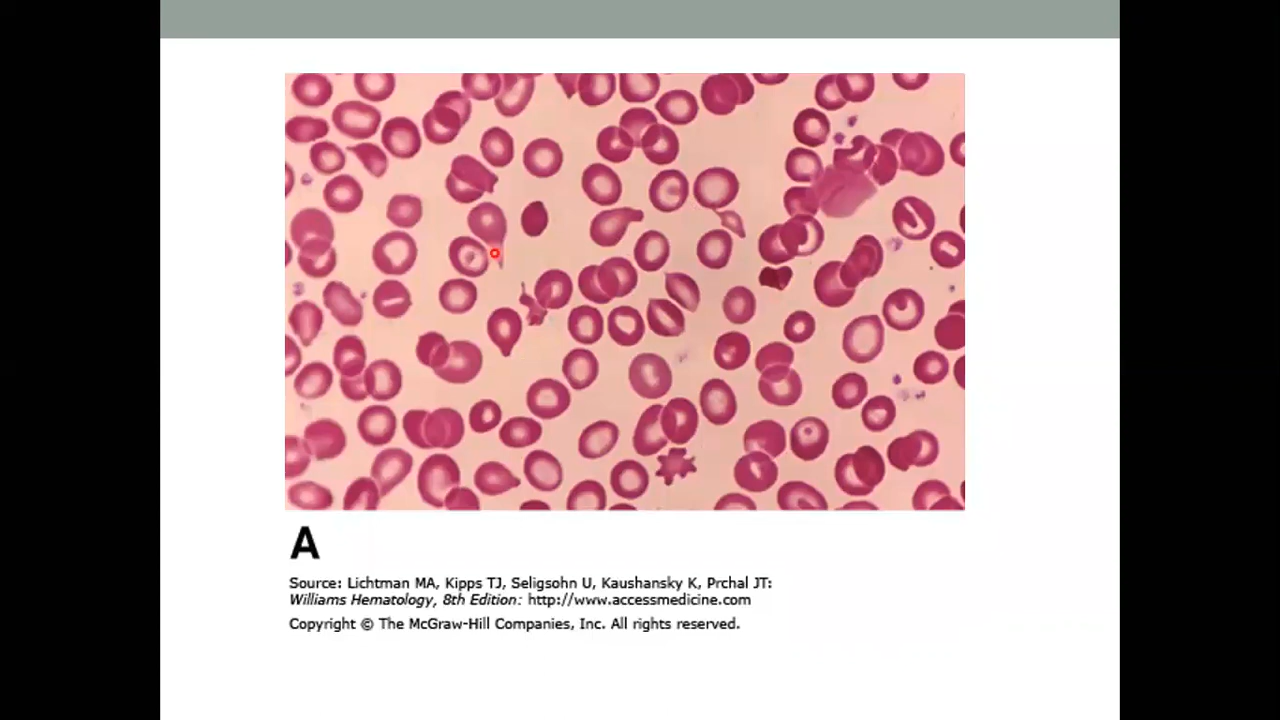 A
Source: Lichtman MA, Kipps TJ, Seligsohn U, Kaushansky K, Prchal JT:
Williams Hematology, 8th Edition: http://www.accessmedicine.com
Copyright © The McGraw-Hill Companies, Inc. All rights reserved.